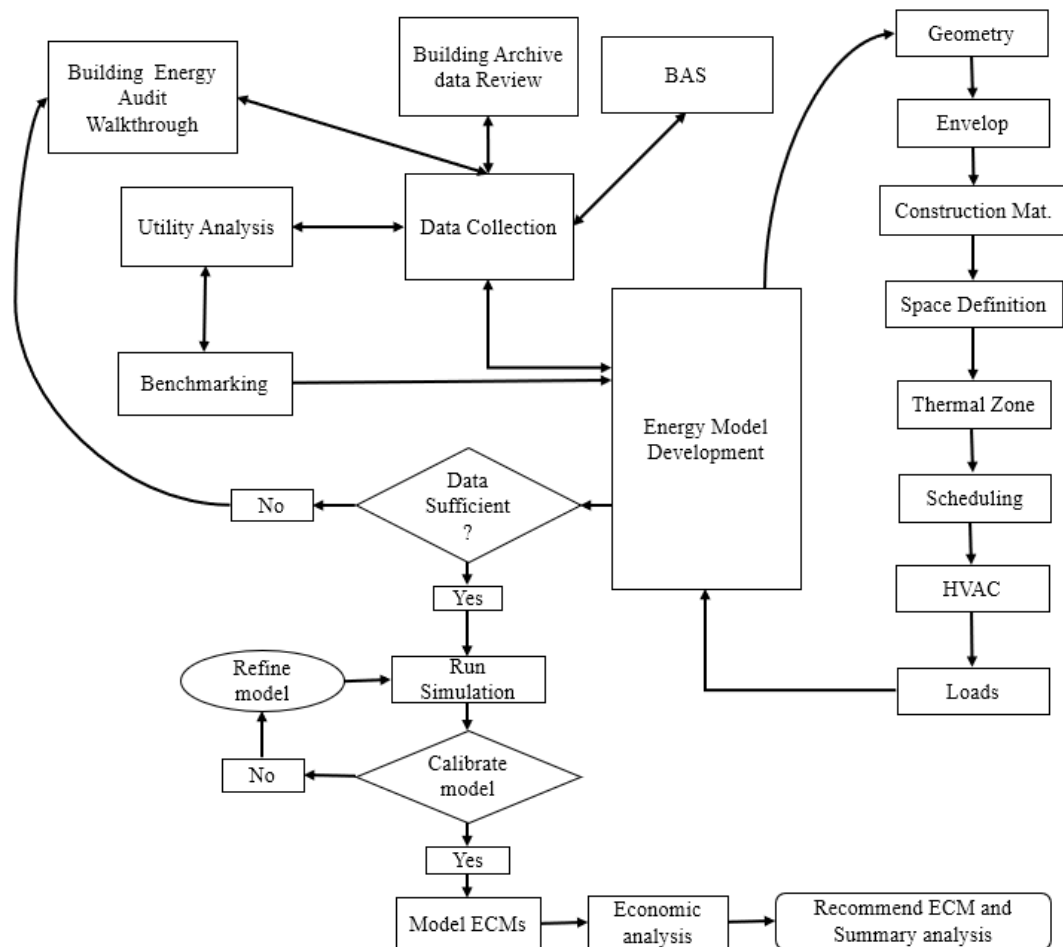 Building Energy
Audit
Walkthrough
Building Archive
data Review
BAS
Utility Analysis
Data Collection
Benchmarking
Energy Model
Development
Data
Sufficient
?
No
Yes
Refine
model
Run
Simulation
No
Calibrate
model
Yes
Model ECMs
Economic
analysis
Recommend ECM and
Summary analysis
Geometry
Envelop
Construction Mat.
Space Definition
Thermal Zone
Scheduling
HVAC
Loads